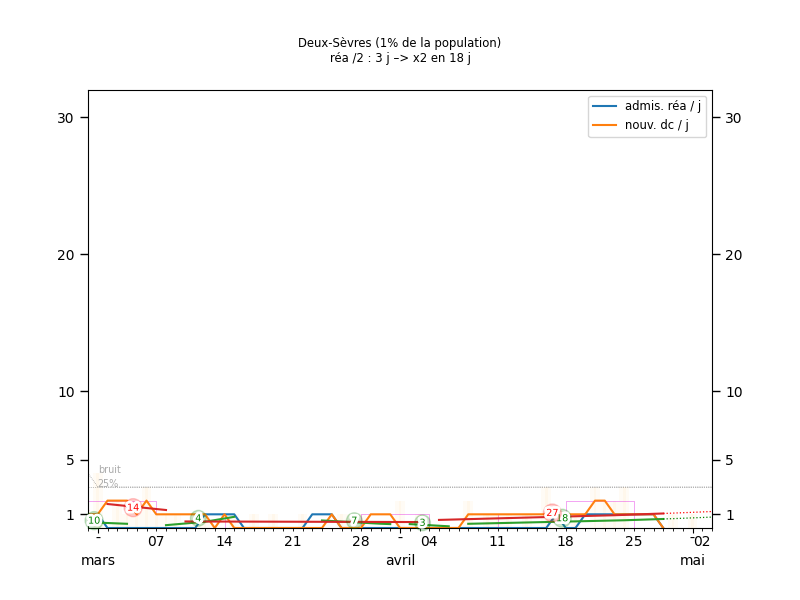 Deux-Sèvres (1% de la population)
réa /2 : 3 j –> x2 en 18 j
admis. réa / j
nouv. dc / j
30 30
20 20
10 10
5 5
1 1
bruit
25%
10 14 4 7 3 27
- 07 14 21 28 - 04 11 18 25 - 02
mars avril mai